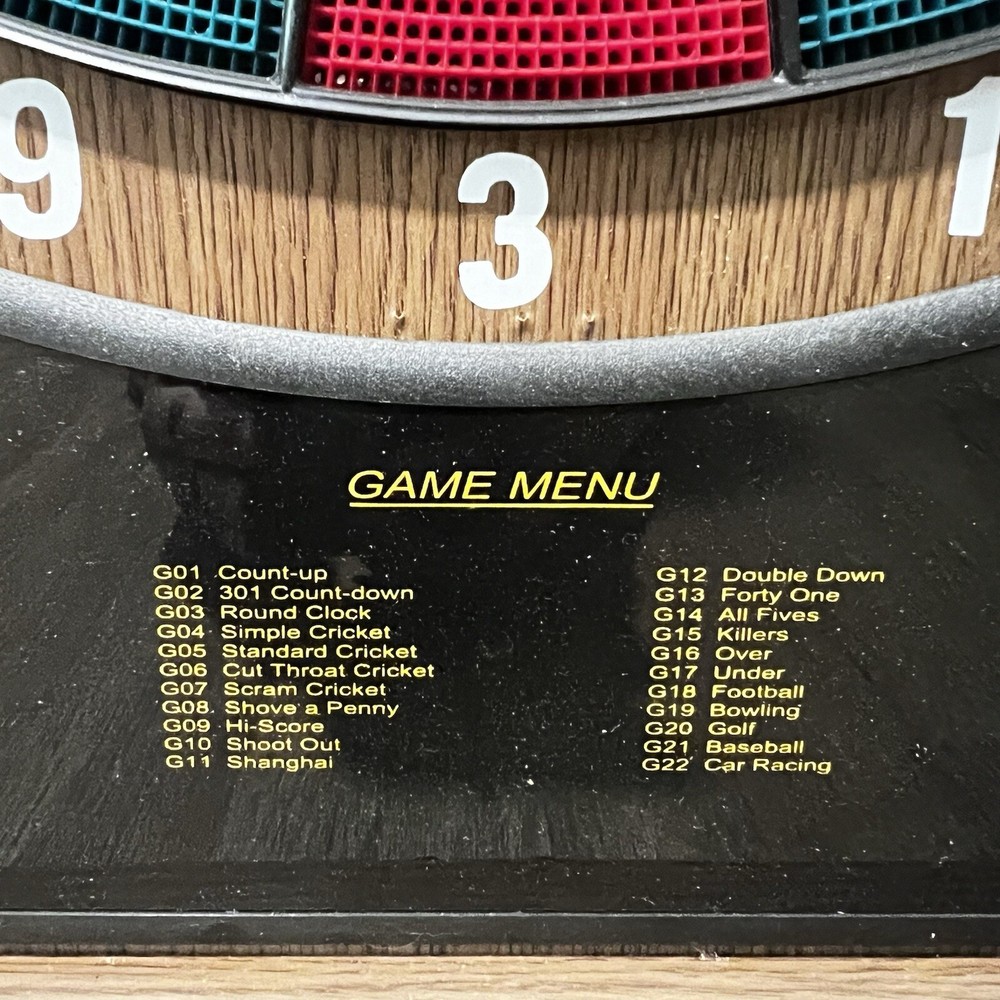 9 3 1
GAME MENU
G01 Count-up
G02 301 Count-down
G03 Round Clock
G04 Simple Cricket
G05 Standard Cricket
G06 Cut Throat Cricket
G07 Scram Cricket
G08 Shove a Penny
G09 Hi-Score
G10 Shoot Out
G11 Shanghai
G12 Double Down
G13 Forty One
G14 All Fives
G15 Killers
G16 Over
G17 Under
G18 Football
G19 Bowling
G20 Golf
G21 Baseball
G22 Car Racing